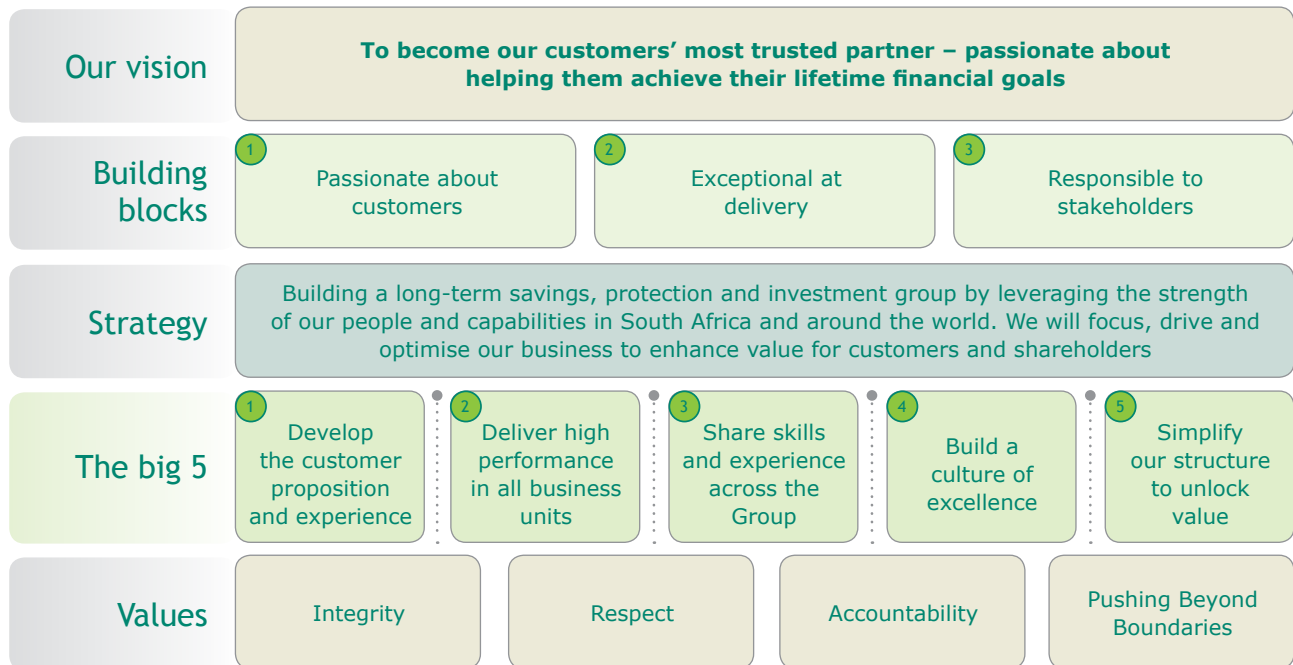 Our vision
To become our customers’ most trusted partner – passionate about
helping them achieve their lifetime financial goals
Building
blocks
1
Passionate about
customers
2
Exceptional at
delivery
3
Responsible to
stakeholders
Strategy
Building a long-term savings, protection and investment group by leveraging the strength
of our people and capabilities in South Africa and around the world. We will focus, drive and
optimise our business to enhance value for customers and shareholders
The big 5
1
Develop
the customer
proposition
and experience
2
Deliver high
performance
in all business
units
3
Share skills
and experience
across the
Group
4
Build a
culture of
excellence
5
Simplify
our structure
to unlock
value
Values
Integrity
Respect
Accountability
Pushing Beyond
Boundaries